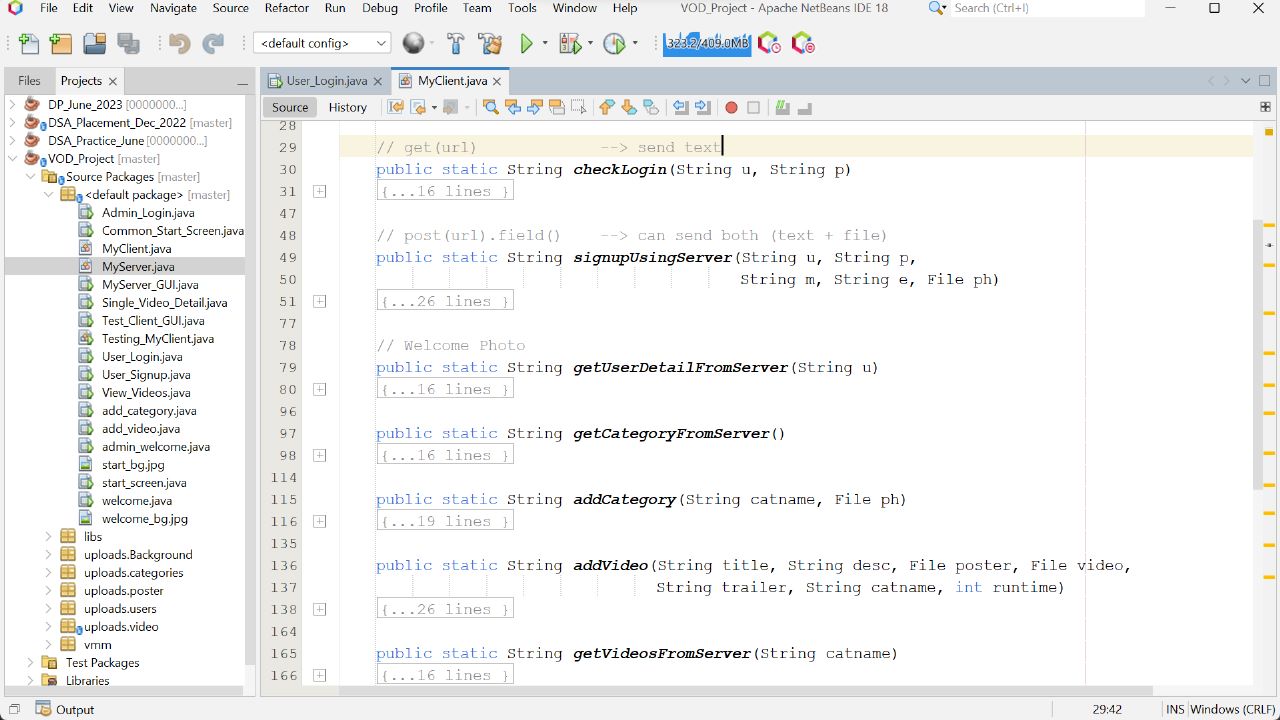 File Edit View Navigate Source Refactor Run Debug Profile Team Tools Window Help VOD_Project - Apache NetBeans IDE 18 Search (Ctrl+I)
<default config> 323.2/409.0MB
Files Projects
User_Login.java MyClient.java
Source History
DP_June_2023 [0000000...]
DSA_Placement_Dec_2022 [master]
DSA_Practice_June [0000000...]
VOD_Project [master]
Source Packages [master]
<default package> [master]
Admin_Login.java
Common_Start_Screen.java
MyClient.java
MyServer.java
MyServer_GUI.java
Single_Video_Detail.java
Test_Client_GUI.java
Testing_MyClient.java
User_Login.java
User_Signup.java
View_Videos.java
add_category.java
add_video.java
admin_welcome.java
start_bg.jpg
start_screen.java
welcome.java
welcome_bg.jpg
libs
uploads.Background
uploads.categories
uploads.poster
uploads.users
uploads.video
vmm
Test Packages
Libraries
28
29 // get(url) --> send text
30 public static String checkLogin(String u, String p)
31 {...16 lines }
47
48 // post(url).field() --> can send both (text + file)
49 public static String signupUsingServer(String u, String p,
50 String m, String e, File ph)
51 {...26 lines }
77
78 // Welcome Photo
79 public static String getUserDetailFromServer(String u)
80 {...16 lines }
96
97 public static String getCategoryFromServer()
98 {...16 lines }
114
115 public static String addCategory(String catname, File ph)
116 {...19 lines }
135
136 public static String addVideo(String title, String desc, File poster, File video,
137 String trailer, String catname, int runtime)
138 {...26 lines }
164
165 public static String getVideosFromServer(String catname)
166 {...16 lines }
Output 29:42 INS Windows (CRLF)